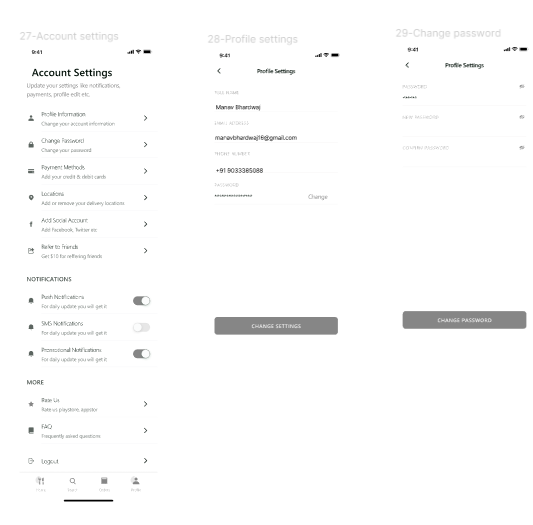 27-Account settings
9:41
Account Settings
Update your settings like notifications,
payments, profile edit etc.
Profile Information
Change your account information
Change Password
Change your password
Payment Methods
Add your credit & debit cards
Locations
Add or remove your delivery locations
Add Social Account
Add Facebook, Twitter etc
Refer to Friends
Get $10 for reffering friends
NOTIFICATIONS
Push Notifications
For daily update you will get it
SMS Notifications
For daily update you will get it
Promotional Notifications
For daily update you will get it
MORE
Rate Us
Rate us playstore, appstor
FAQ
Frequently asked questions
Logout
28-Profile settings
9:41
Profile Settings
FULL NAME
Manav Bhardwaj
EMAIL ADDRESS
manavbhardwaj16@gmail.com
PHONE NUMBER
+91 9033385088
PASSWORD
Change
CHANGE SETTINGS
29-Change password
9:41
Profile Settings
PASSWORD
NEW PASSWORD
CONFIRM PASSWORD
CHANGE PASSWORD